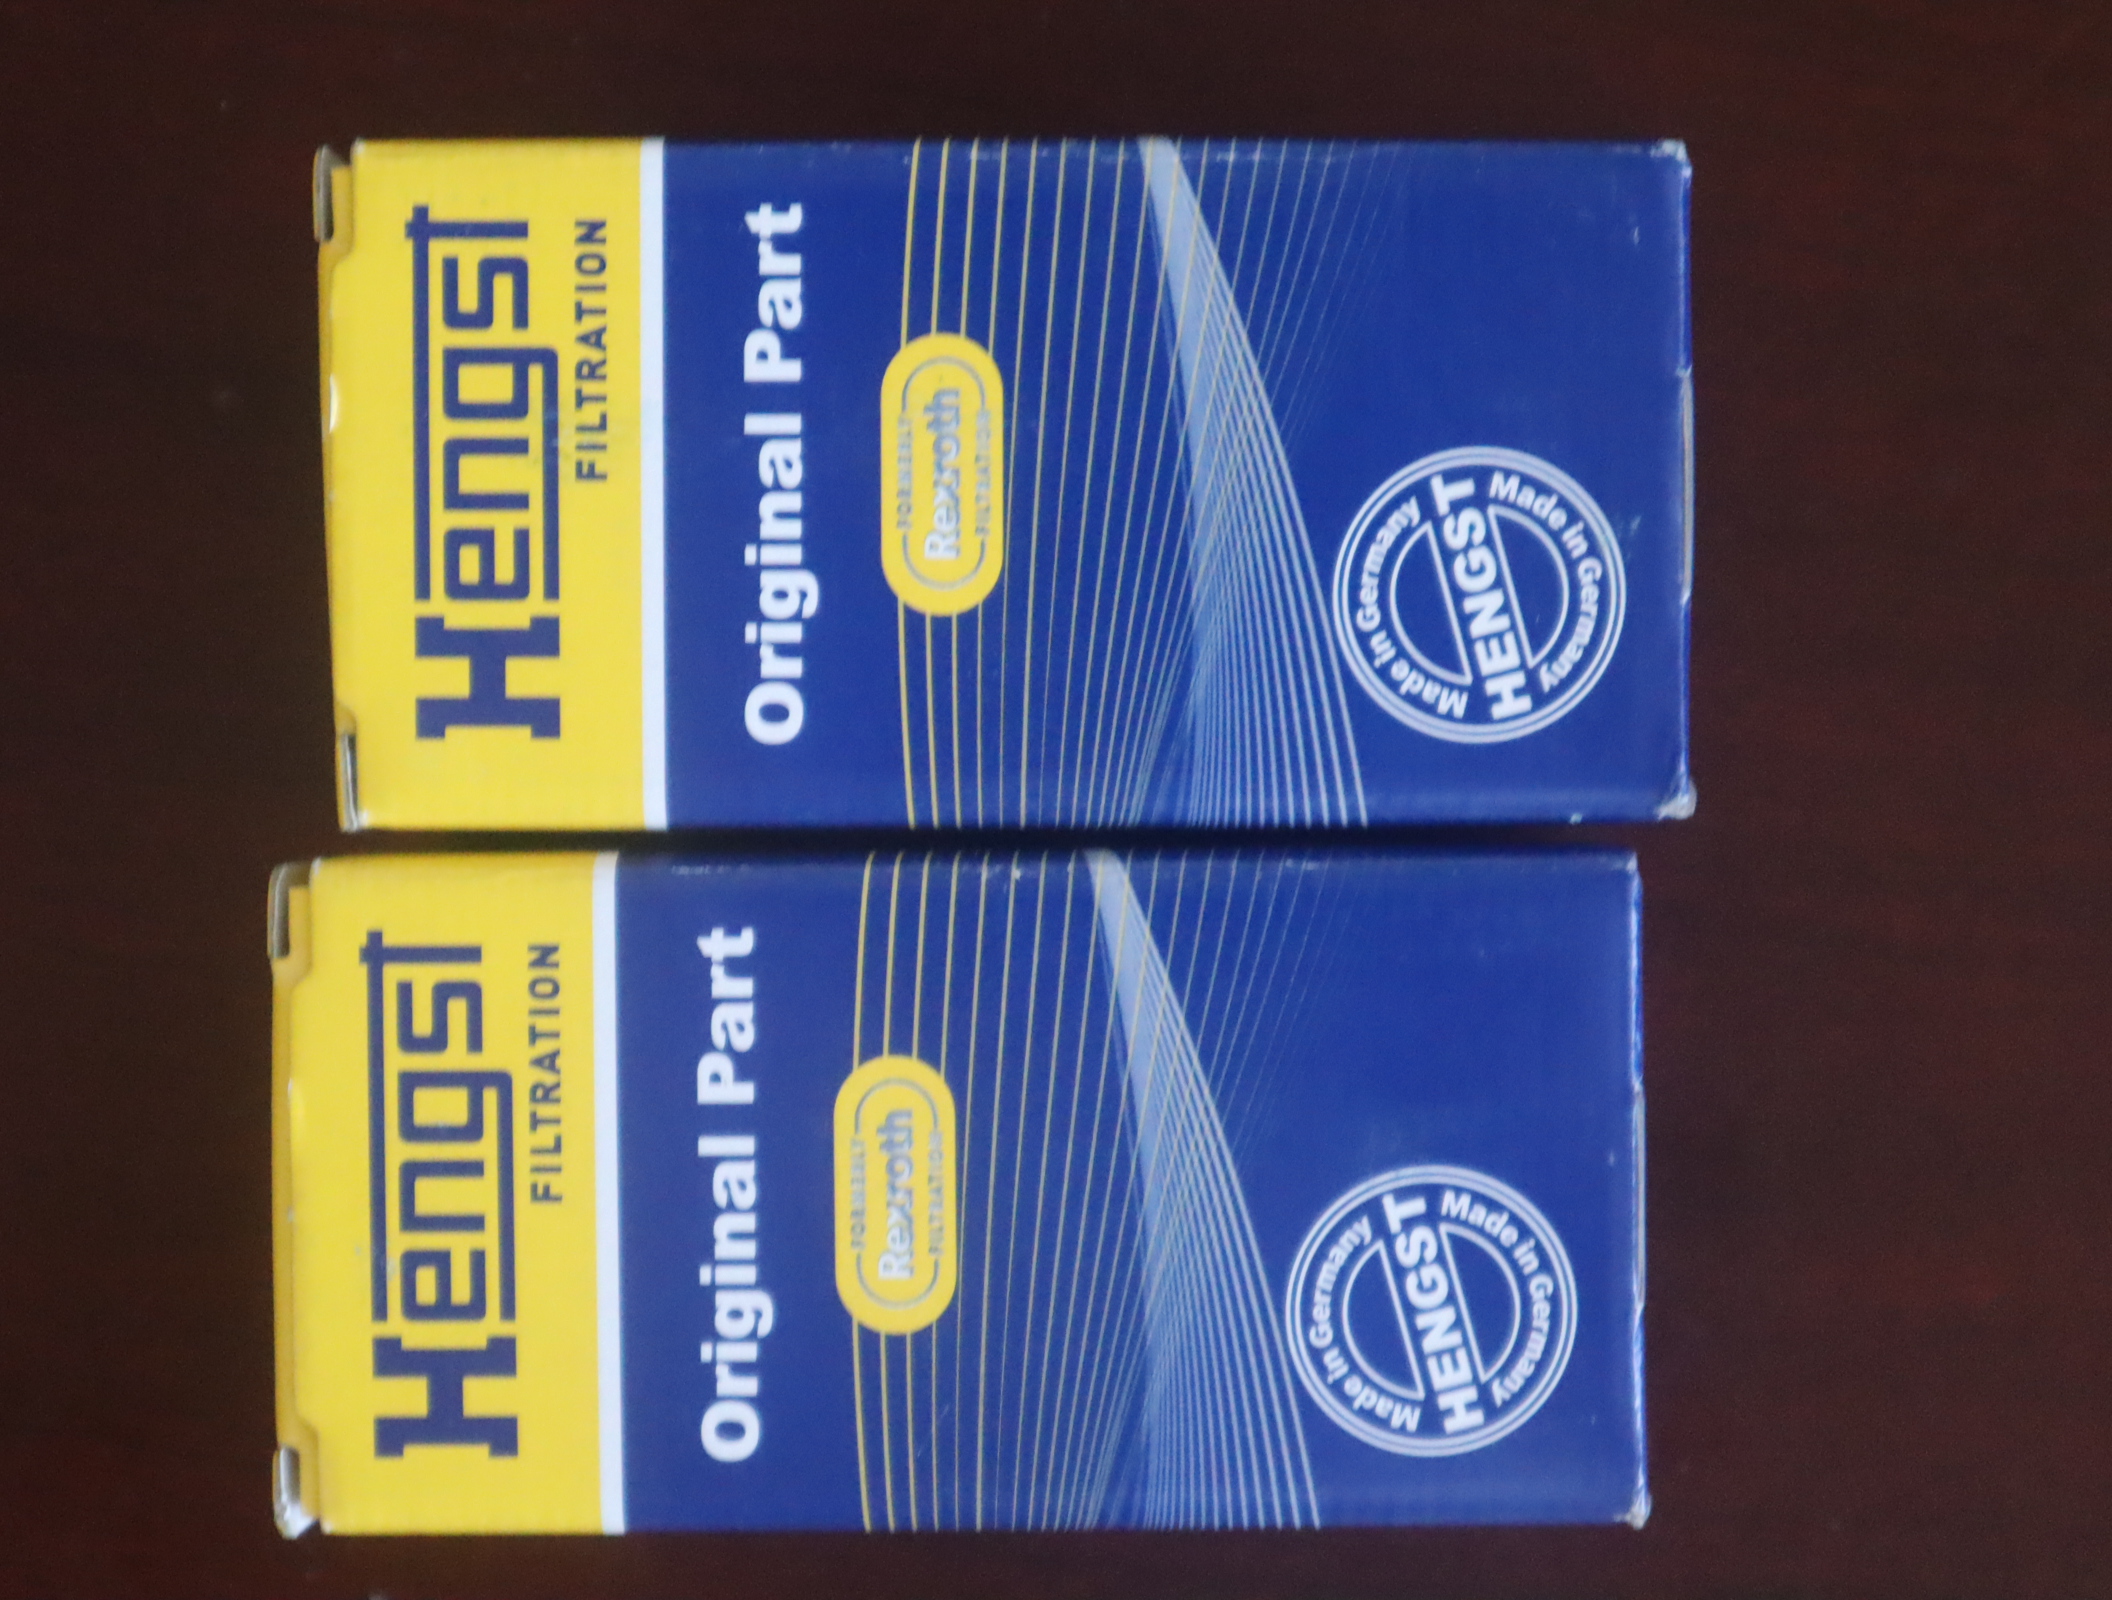 Hengst
FILTRATION
Original Part
FORMERLY
Rexroth
FILTRATION
Made in Germany
HENGST
Made in Germany
Hengst
FILTRATION
Original Part
FORMERLY
Rexroth
FILTRATION
Made in Germany
HENGST
Made in Germany